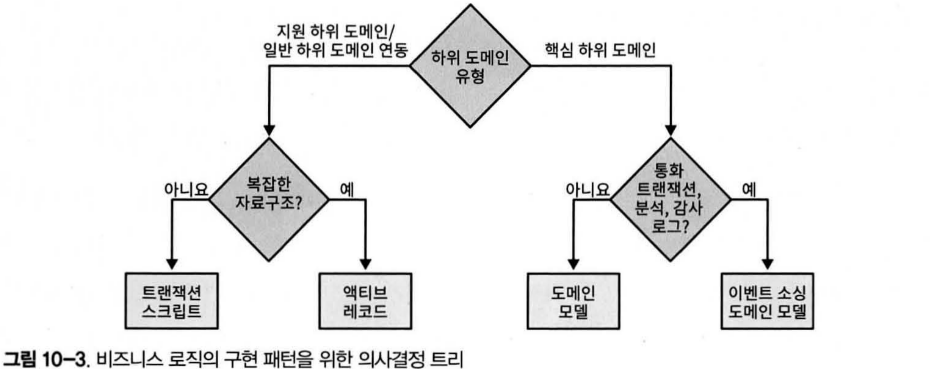 지원 하위 도메인/
일반 하위 도메인 연동
하위 도메인
유형
핵심 하위 도메인
아니요
복잡한
자료구조?
예
아니요
통화
트랜잭션,
분석, 감사
로그?
예
트랜잭션
스크립트
액티브
레코드
도메인
모델
이벤트 소싱
도메인 모델
그림 10-3. 비즈니스 로직의 구현 패턴을 위한 의사결정 트리